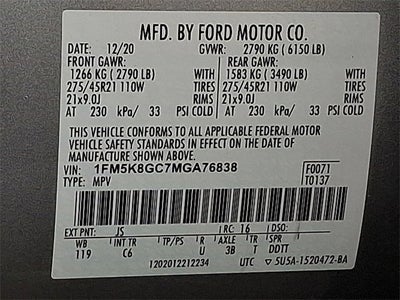 MFD. BY FORD MOTOR CO.
DATE: 12/20 GVWR: 2790 KG ( 6150 LB)
FRONT GAWR: REAR GAWR:
1266 KG ( 2790 LB) WITH 1583 KG ( 3490 LB) WITH
275/45R21 110W TIRES 275/45R21 110W TIRES
21x9.0J RIMS 21x9.0J RIMS
AT 230 kPa/ 33 PSI COLD AT 230 kPa/ 33 PSI COLD
THIS VEHICLE CONFORMS TO ALL APPLICABLE FEDERAL MOTOR
VEHICLE SAFETY STANDARDS IN EFFECT ON THE DATE OF
MANUFACTURE SHOWN ABOVE.
VIN: 1FM5K8GC7MGA76838 F0071
TYPE: MPV T0137
EXT PNT: JS RC: 16 DSO:
WB INT TR TP/PS R AXLE TR SPR
119 C6 U 3B T DDTT
1202012212234 UTC ▽ 5U5A-1520472-BA